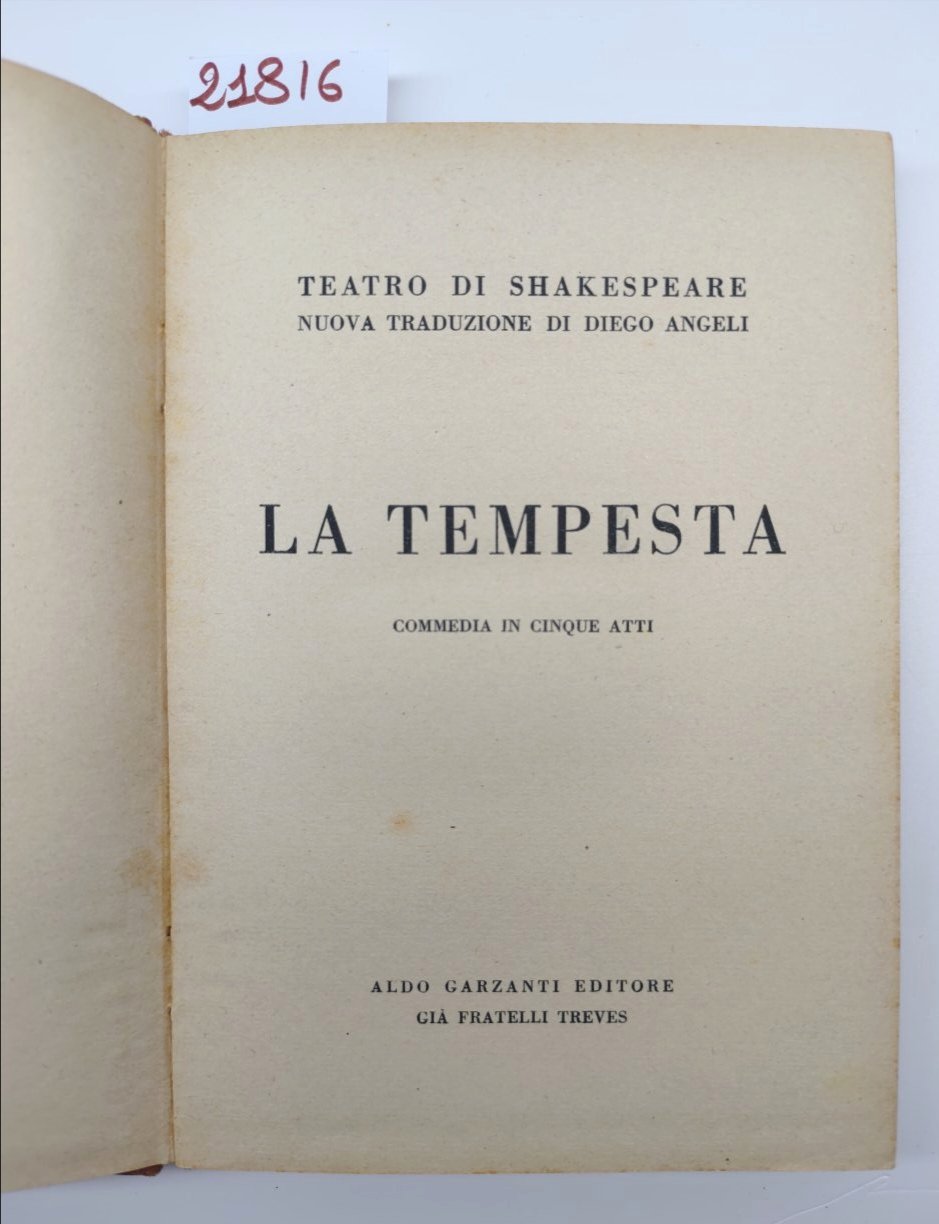 21816
TEATRO DI SHAKESPEARE
NUOVA TRADUZIONE DI DIEGO ANGELI
LA TEMPESTA
COMMEDIA IN CINQUE ATTI
ALDO GARZANTI EDITORE
GIÀ FRATELLI TREVES